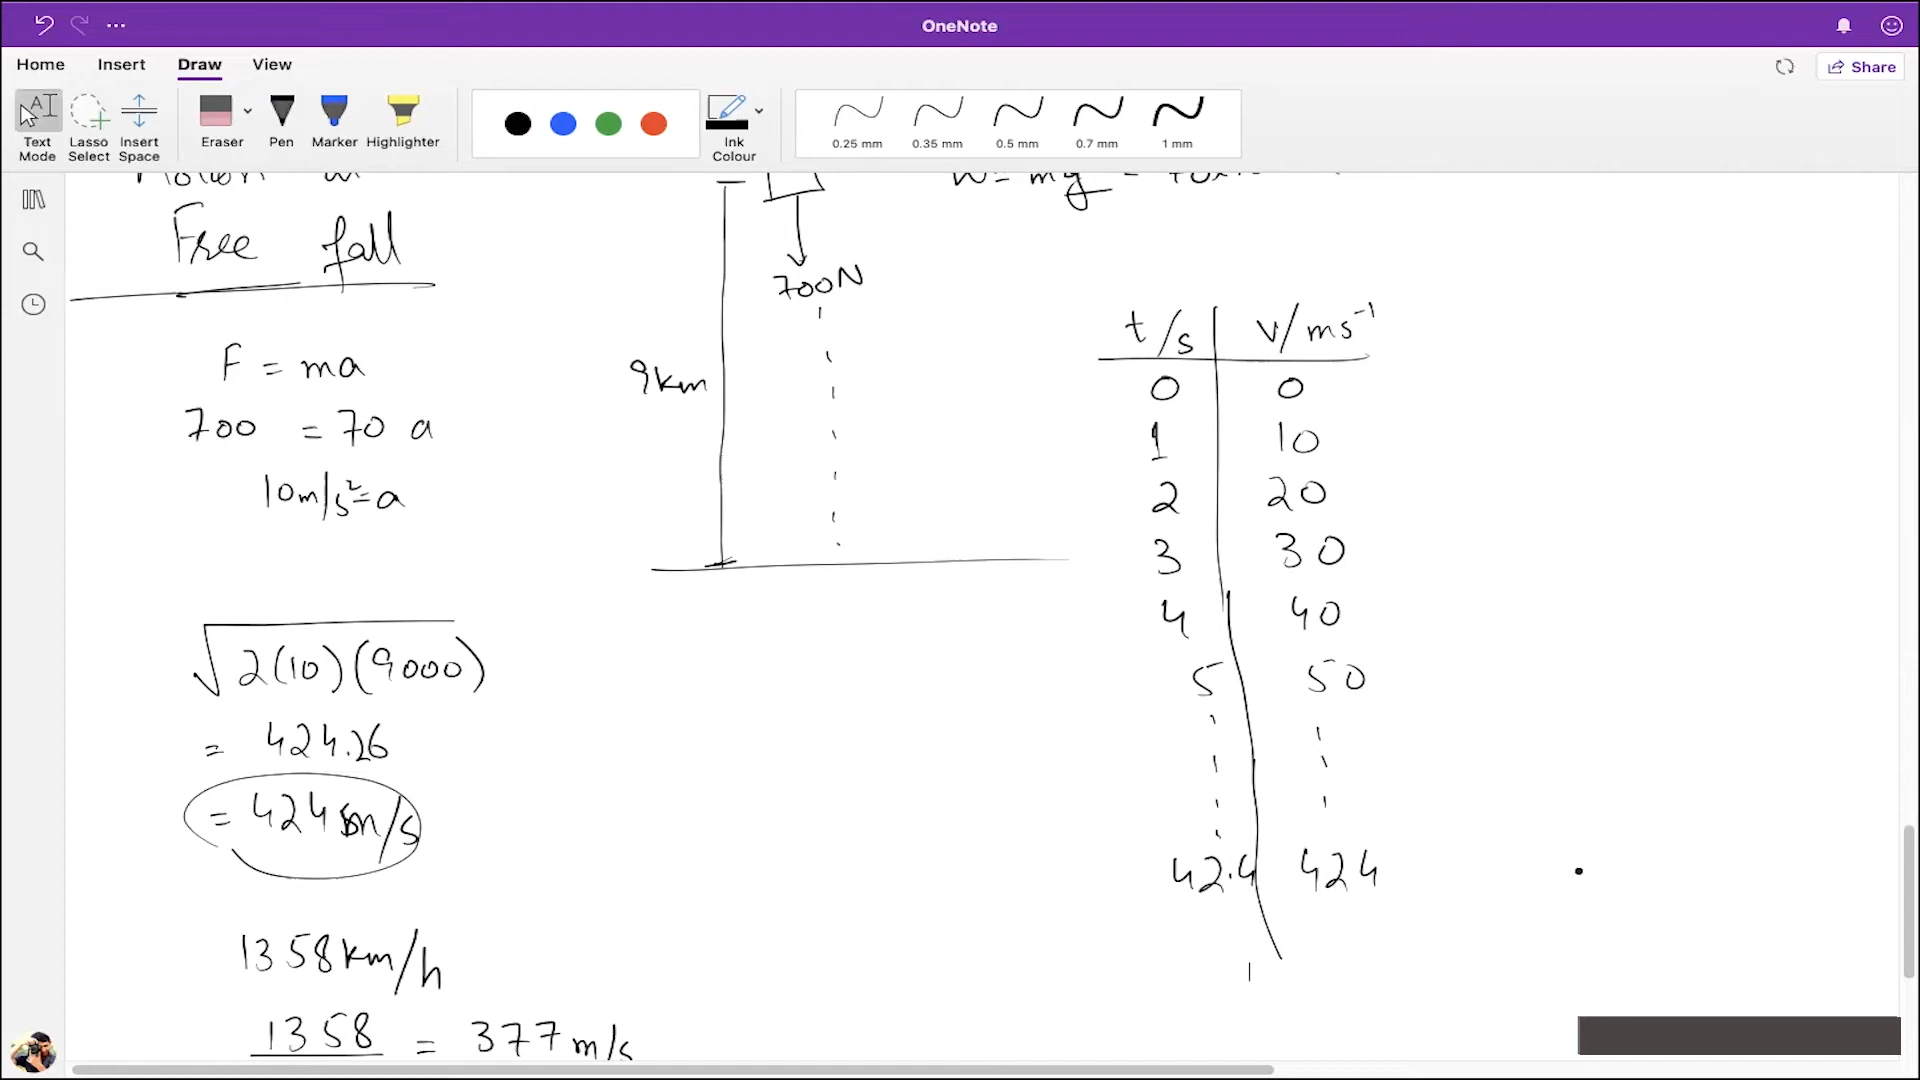 OneNote
Home Insert Draw View
Share
Text Mode
Lasso Select
Insert Space
Eraser
Pen
Marker
Highlighter
Ink Colour
0.25 mm
0.35 mm
0.5 mm
0.7 mm
1 mm
Free fall
F = ma
700 = 70 a
10m/s²=a
√2(10)(9000)
= 424.26
= 424 m/s
1358km/h
1358 = 377 m/s
W = mg =
700N
9km
t/s v/ms⁻¹
0 0
1 10
2 20
3 30
4 40
5 50
42.4 424